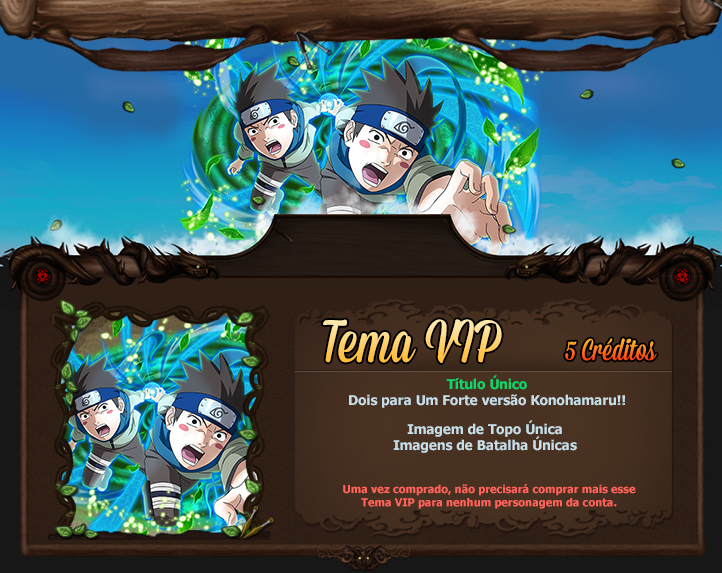 Tema VIP
5 Créditos
Título Único
Dois para Um Forte versão Konohamaru!!
Imagem de Topo Única
Imagens de Batalha Únicas
Uma vez comprado, não precisará comprar mais esse
Tema VIP para nenhum personagem da conta.